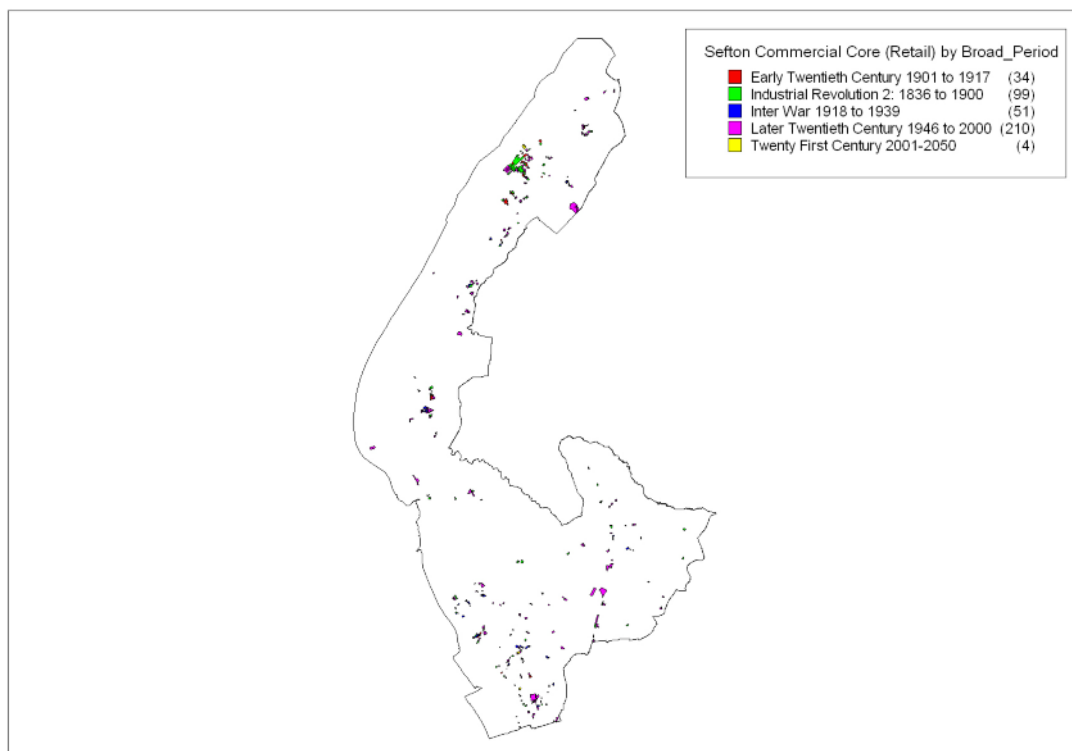 Sefton Commercial Core (Retail) by Broad_Period
Early Twentieth Century 1901 to 1917 (34)
Industrial Revolution 2: 1836 to 1900 (99)
Inter War 1918 to 1939 (51)
Later Twentieth Century 1946 to 2000 (210)
Twenty First Century 2001-2050 (4)